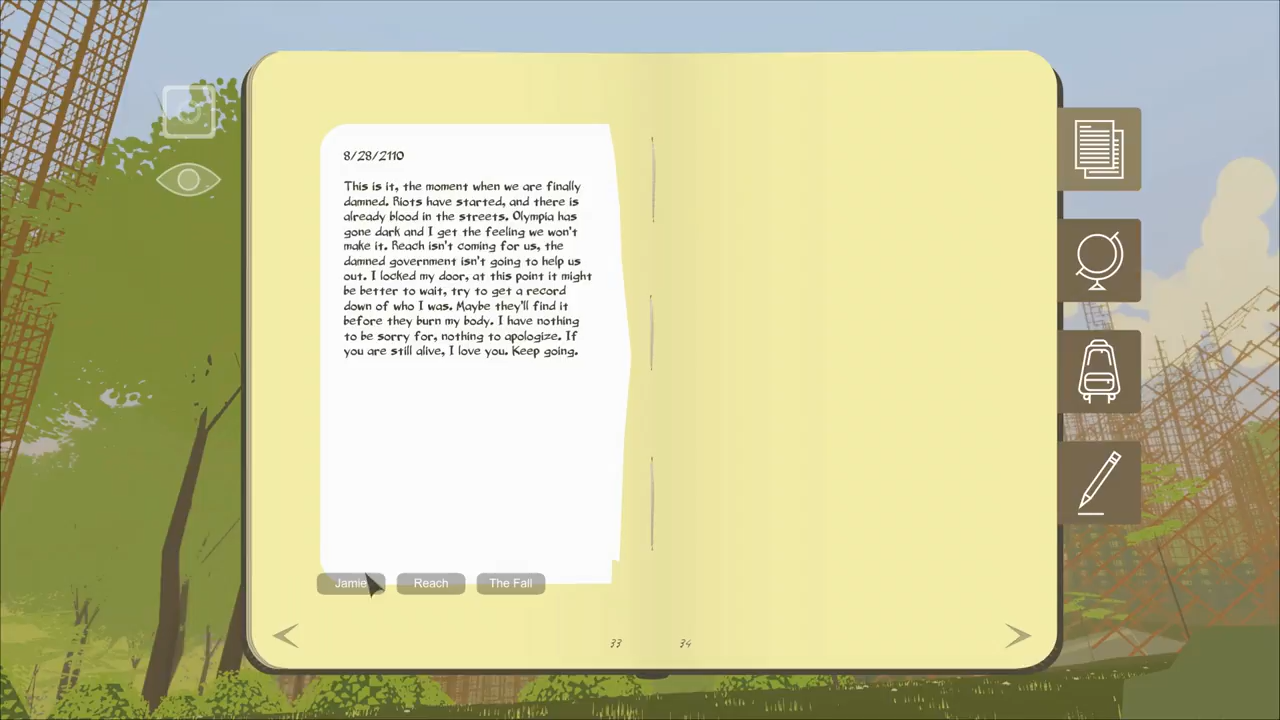 8/28/2110
This is it, the moment when we are finally
damned. Riots have started, and there is
already blood in the streets. Olympia has
gone dark and I get the feeling we won't
make it. Reach isn't coming for us, the
damned government isn't going to help us
out. I locked my door, at this point it might
be better to wait, try to get a record
down of who I was. Maybe they'll find it
before they burn my body. I have nothing
to be sorry for, nothing to apologize. If
you are still alive, I love you. Keep going.
Jamie
Reach
The Fall
33
34